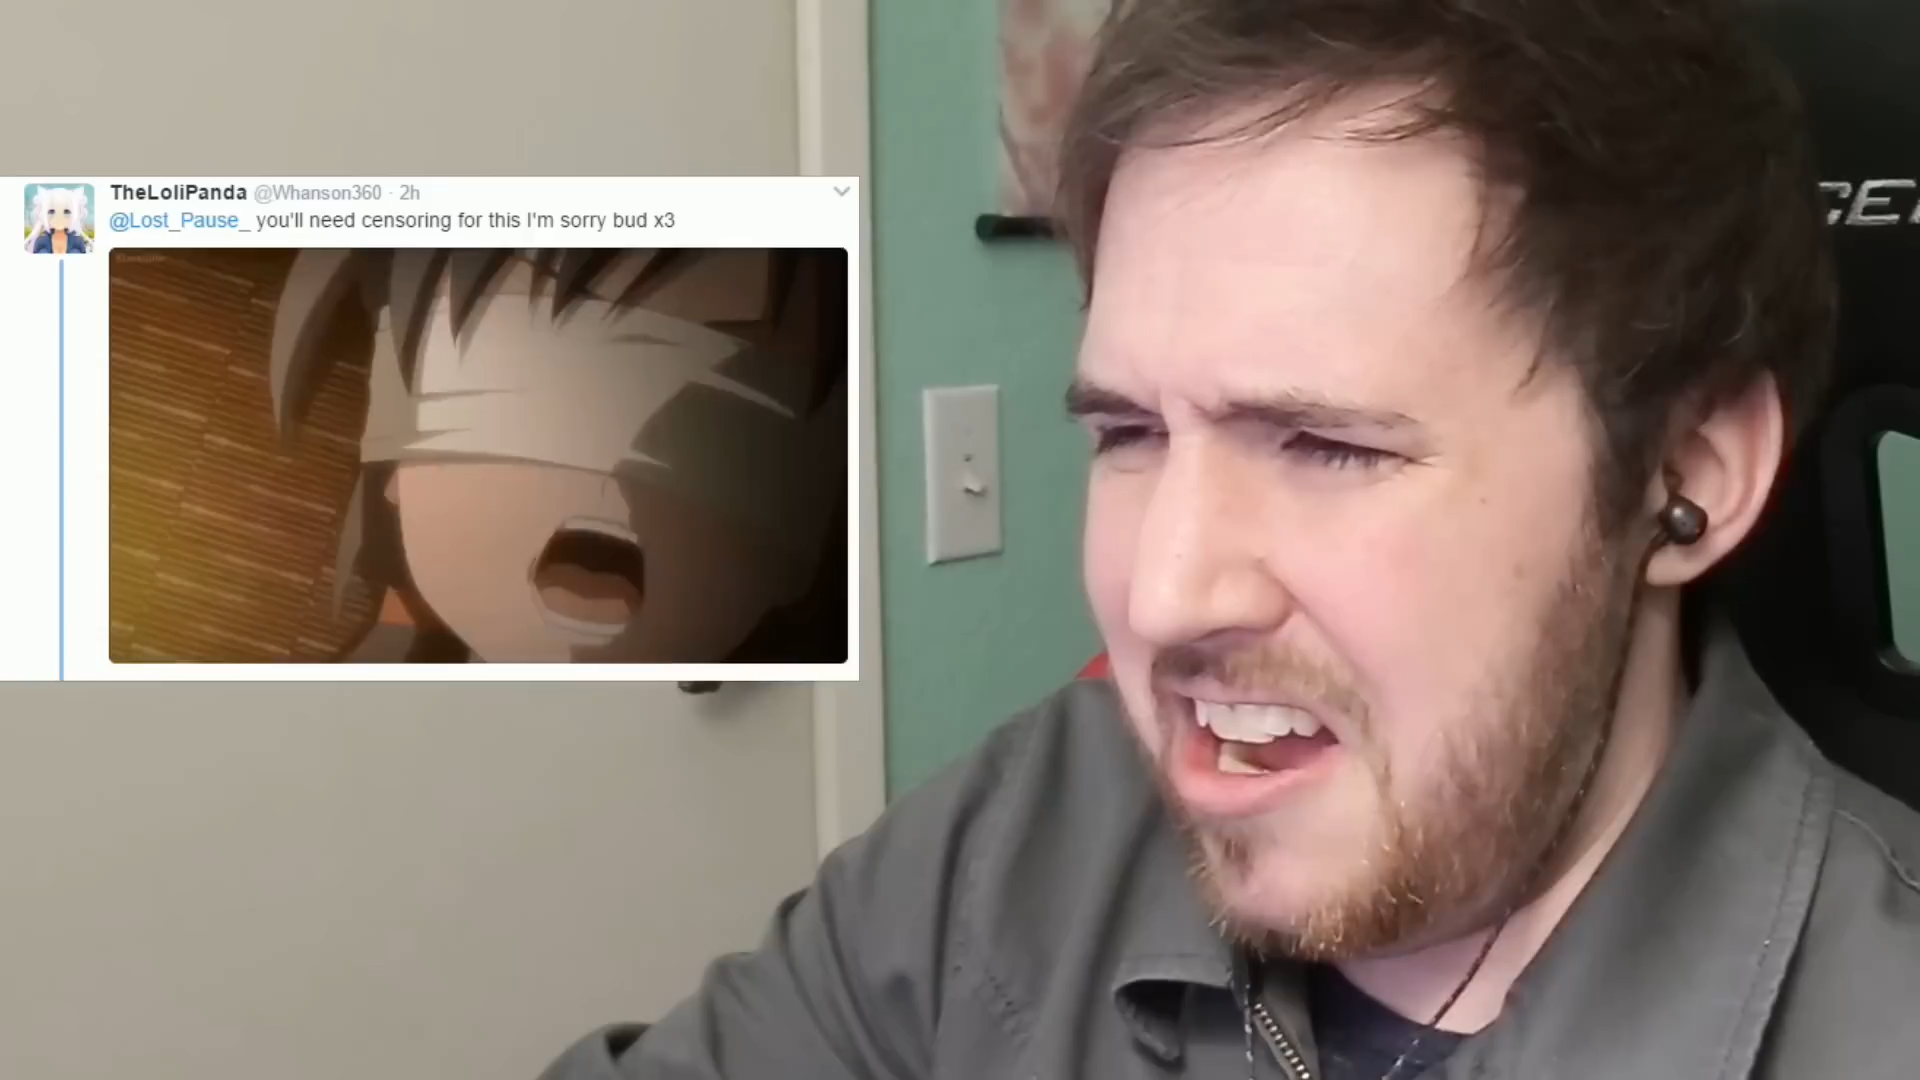 TheLoliPanda @Whanson360 · 2h
@Lost_Pause_ you'll need censoring for this I'm sorry bud x3